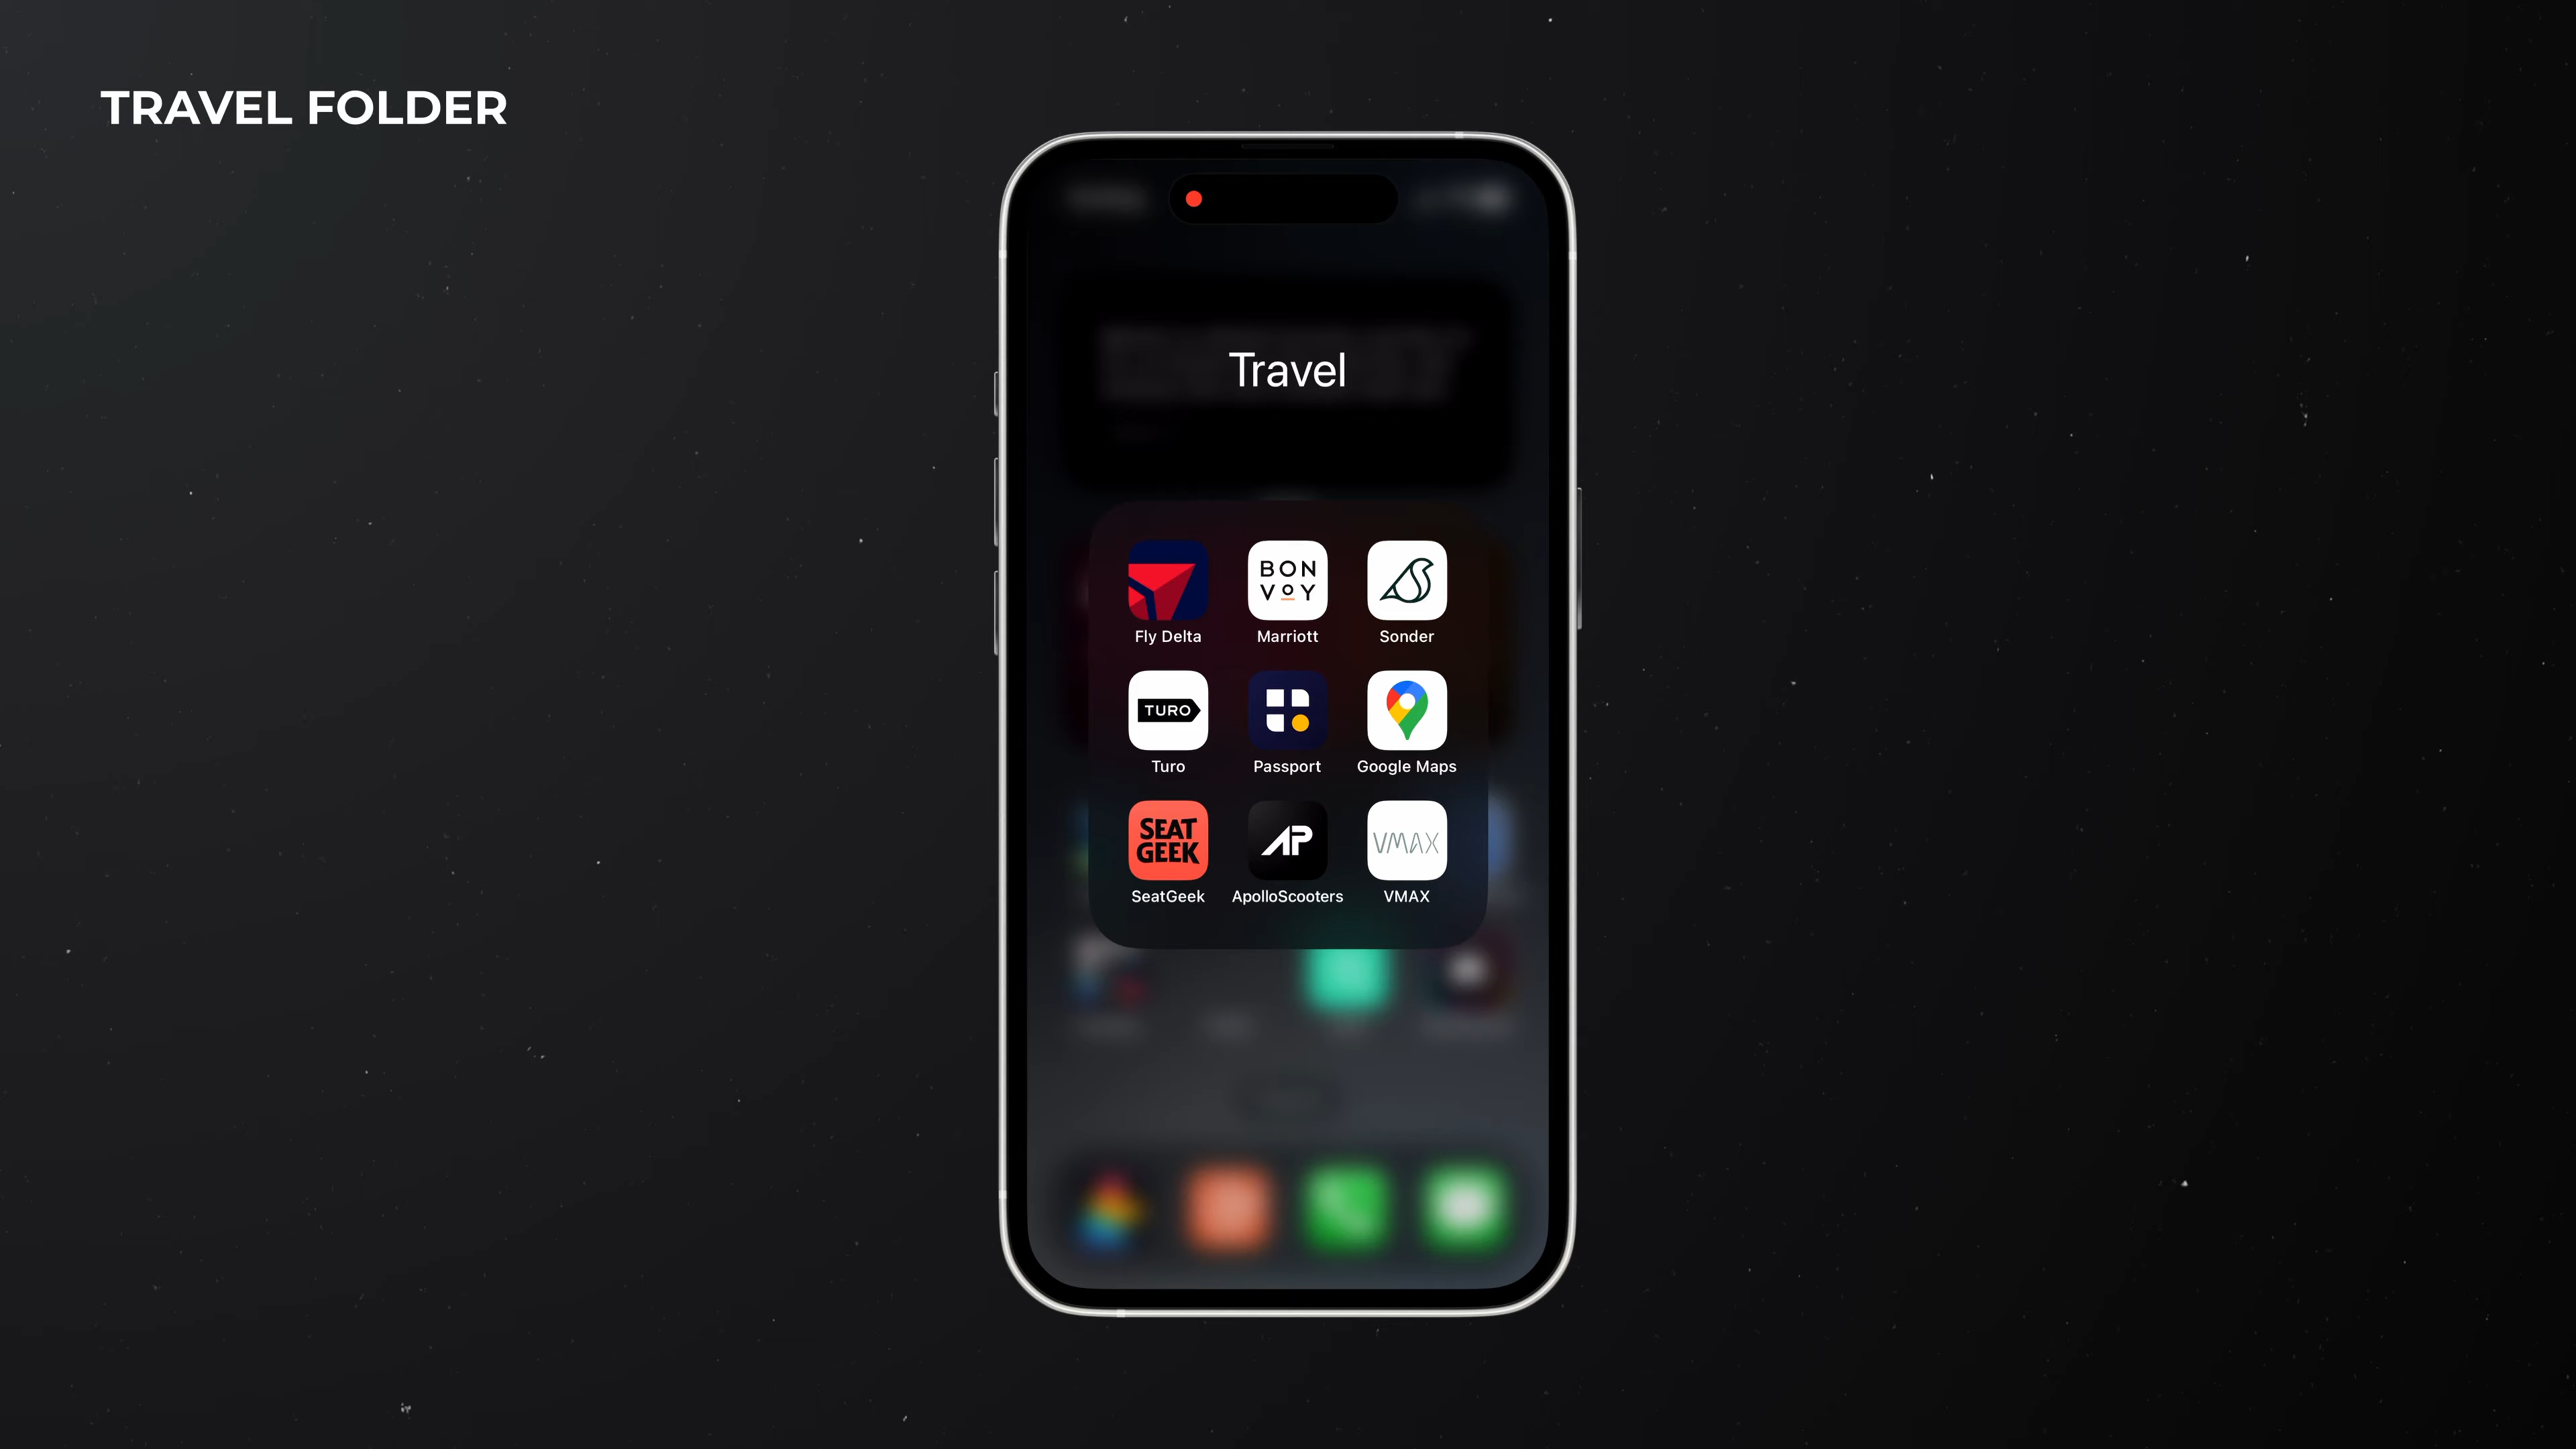 TRAVEL FOLDER
Travel
BON
VOY
Fly Delta
Marriott
Sonder
TURO
Turo
Passport
Google Maps
SEAT
GEEK
AP
VMAX
SeatGeek
ApolloScooters
VMAX